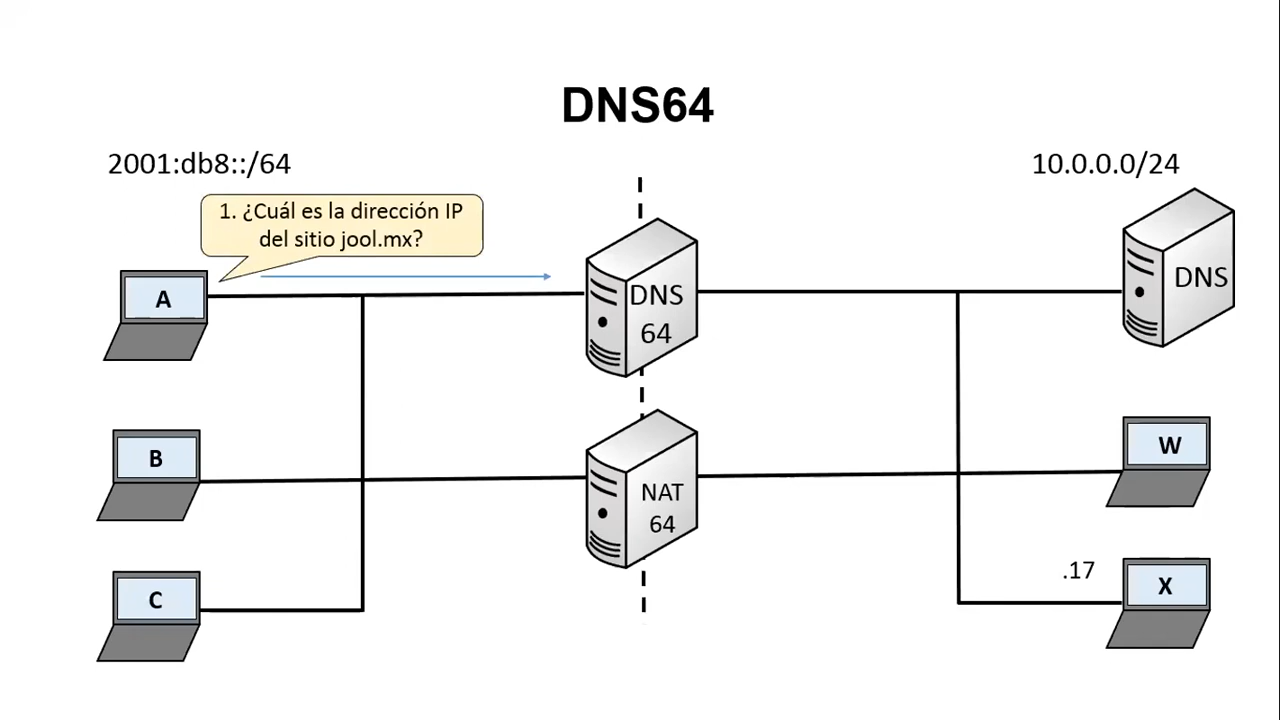 DNS64
2001:db8::/64
10.0.0.0/24
1. ¿Cuál es la dirección IP
del sitio jool.mx?
A
DNS
64
DNS
B
NAT
64
W
C
.17
X